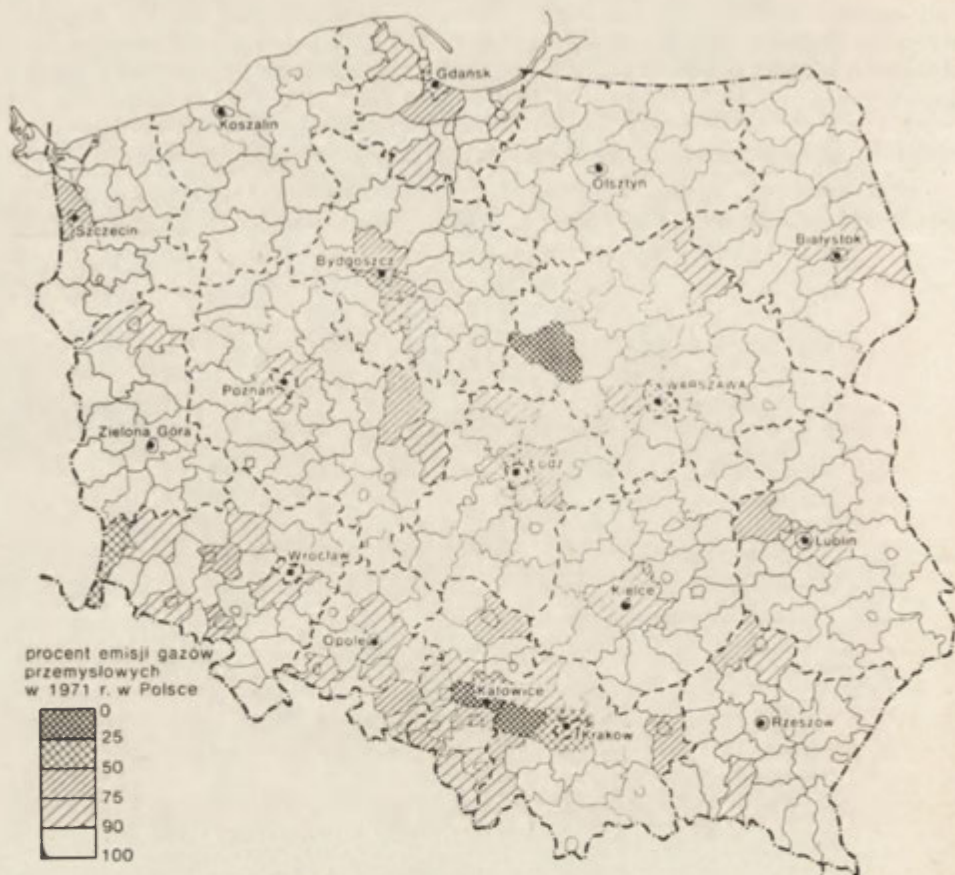 Gdańsk
Koszalin
Olsztyn
Szczecin
Białystok
Bydgoszcz
Poznań
WARSZAWA
Zielona Góra
ŁÓDŹ
Wrocław
Lublin
Kielce
Opole
procent emisji gazów
przemysłowych
w 1971 r. w Polsce
Katowice
Kraków
Rzeszów
0
25
50
75
90
100